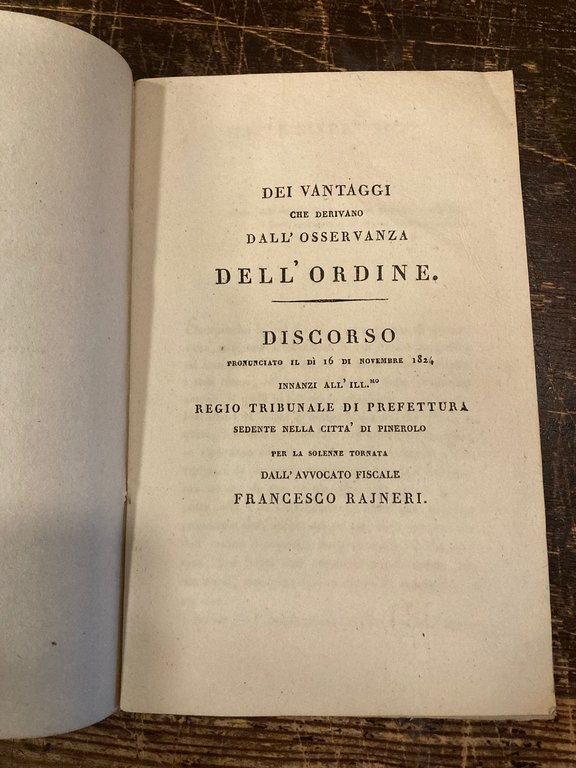 DEI VANTAGGI
CHE DERIVANO
DALL' OSSERVANZA
DELL' ORDINE.
DISCORSO
PRONUNCIATO IL DÌ 16 DI NOVEMBRE 1824
INNANZI ALL' ILL.MO
REGIO TRIBUNALE DI PREFETTURA
SEDENTE NELLA CITTA' DI PINEROLO
PER LA SOLENNE TORNATA
DALL' AVVOCATO FISCALE
FRANCESCO RAJNERI.